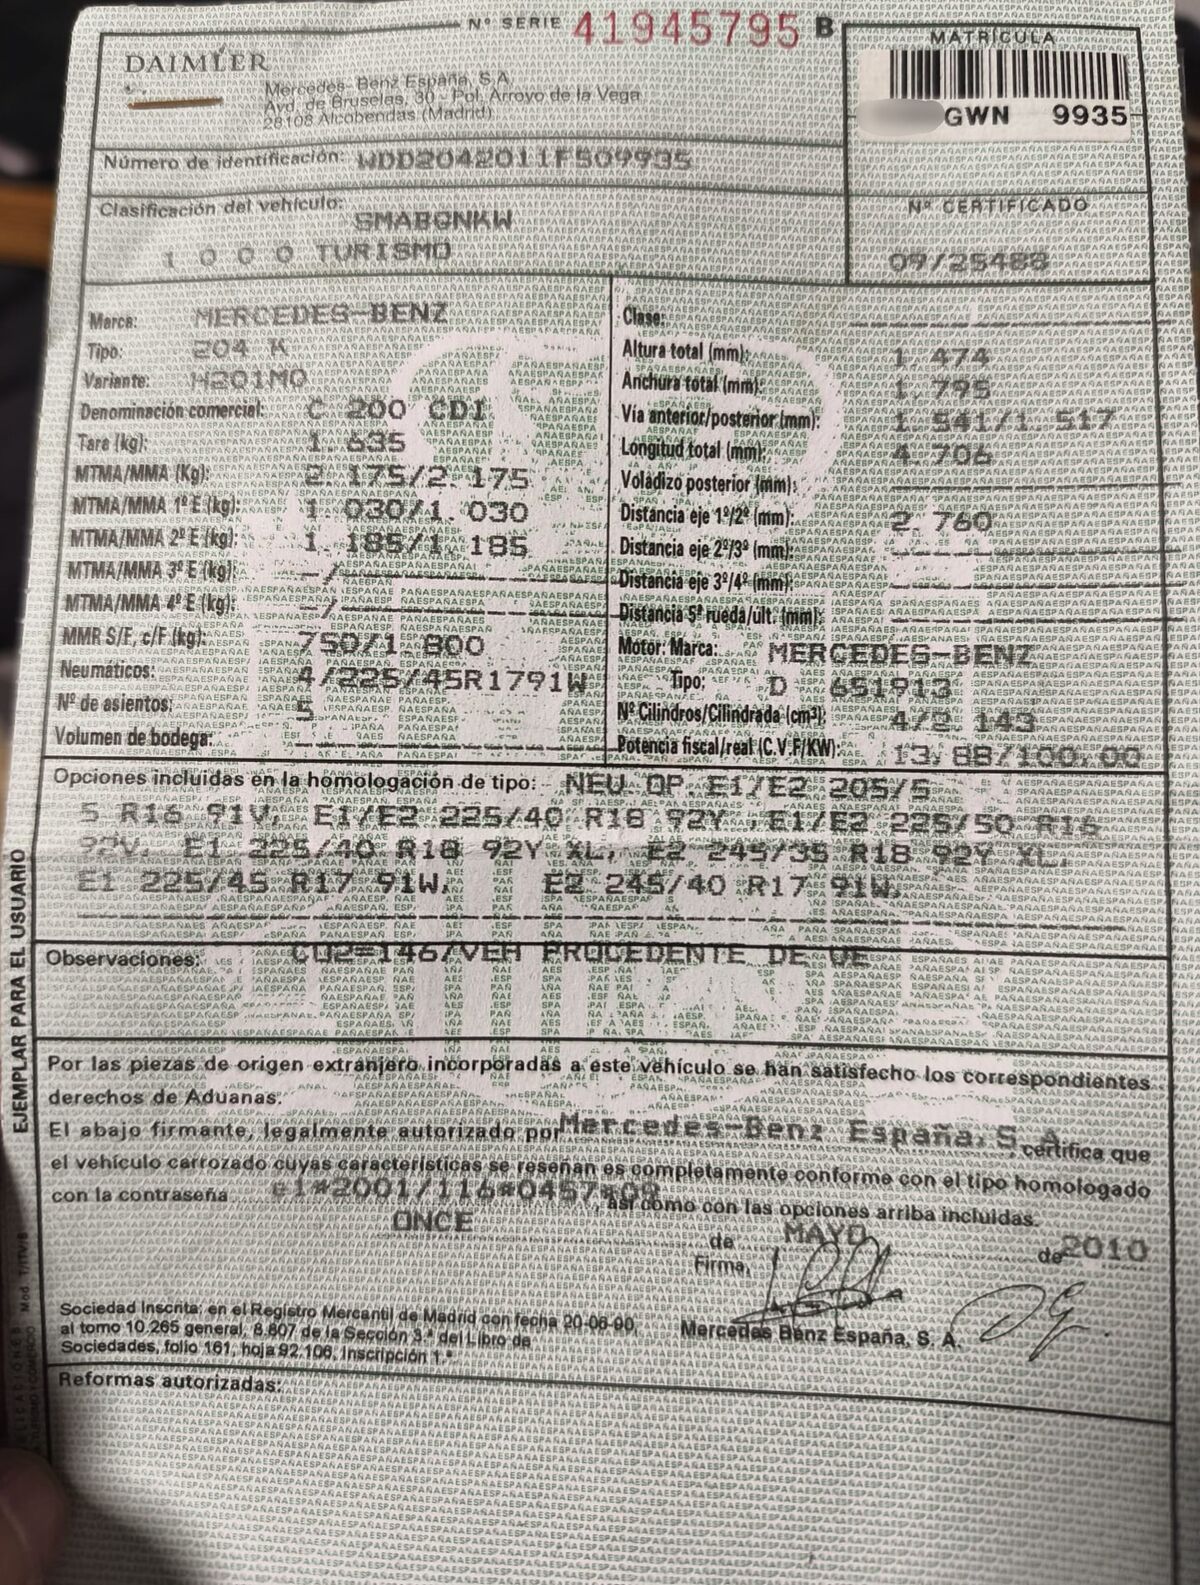 Nº SERIE 41945795 B
DAIMLER
Mercedes-Benz España, S.A.
Avd. de Bruselas, 30 - Pol. Arroyo de la Vega
28108 Alcobendas (Madrid)
MATRÍCULA
GWN 9935
Número de identificación: WDD2042011F509935
Clasificación del vehículo:
SMABGNKW
1 0 0 0 TURISMO
Nº CERTIFICADO
09/25488
Marca: MERCEDES-BENZ
Tipo: 204 K
Variante: M201M0
Denominación comercial: C 200 CDI
Tara (kg): 1. 635
MTMA/MMA (Kg): 2 175/2. 175
MTMA/MMA 1º E (kg): 1 030/1. 030
MTMA/MMA 2º E (kg): 1. 185/1 185
MTMA/MMA 3º E (kg): -/
MTMA/MMA 4º E (kg): -/
MMR S/F, c/F (kg): 750/1. 800
Neumáticos: 4/225/45R1791W
Nº de asientos: 5
Volumen de bodega:
Clase:
Altura total (mm): 1. 474
Anchura total (mm): 1. 795
Via anterior/posterior (mm): 1 541/1. 517
Longitud total (mm): 4. 706
Voladizo posterior (mm):
Distancia eje 1º/2º (mm): 2. 760
Distancia eje 2º/3º (mm):
Distancia eje 3º/4º (mm):
Distancia 5ª rueda/ult. (mm):
Motor: Marca: MERCEDES-BENZ
Tipo: D 651913
Nº Cilindros/Cilindrada (cm³): 4/2 143
Potencia fiscal/real (C.V.F/KW): 13, 88/100,00
Opciones incluidas en la homologación de tipo: NEU OP. E1/E2 205/5
5 R16 91V, E1/E2 225/40 R18 92Y , E1/E2 225/50 R16
92V, E1 225/40 R18 92Y XL, E2 245/35 R18 92Y XL,
E1 225/45 R17 91W, E2 245/40 R17 91W,
Observaciones: CO2=146/VEH PROCEDENTE DE UE
Por las piezas de origen extranjero incorporadas a este vehículo se han satisfecho los correspondientes
derechos de Aduanas.
El abajo firmante, legalmente autorizado por Mercedes-Benz España, S. A. , certifica que
el vehículo carrozado cuyas características se reseñan es completamente conforme con el tipo homologado
con la contraseña e1*2001/116*0457*09 , así como con las opciones arriba incluidas.
ONCE de MAYO de 2010
Firma,
Mercedes Benz España, S. A.
Sociedad Inscrita: en el Registro Mercantil de Madrid con fecha 20-06-90,
al tomo 10.265 general, 8.807 de la Sección 3.ª del Libro de
Sociedades, folio 161, hoja 92.106, Inscripción 1.ª
Reformas autorizadas:
EJEMPLAR PARA EL USUARIO